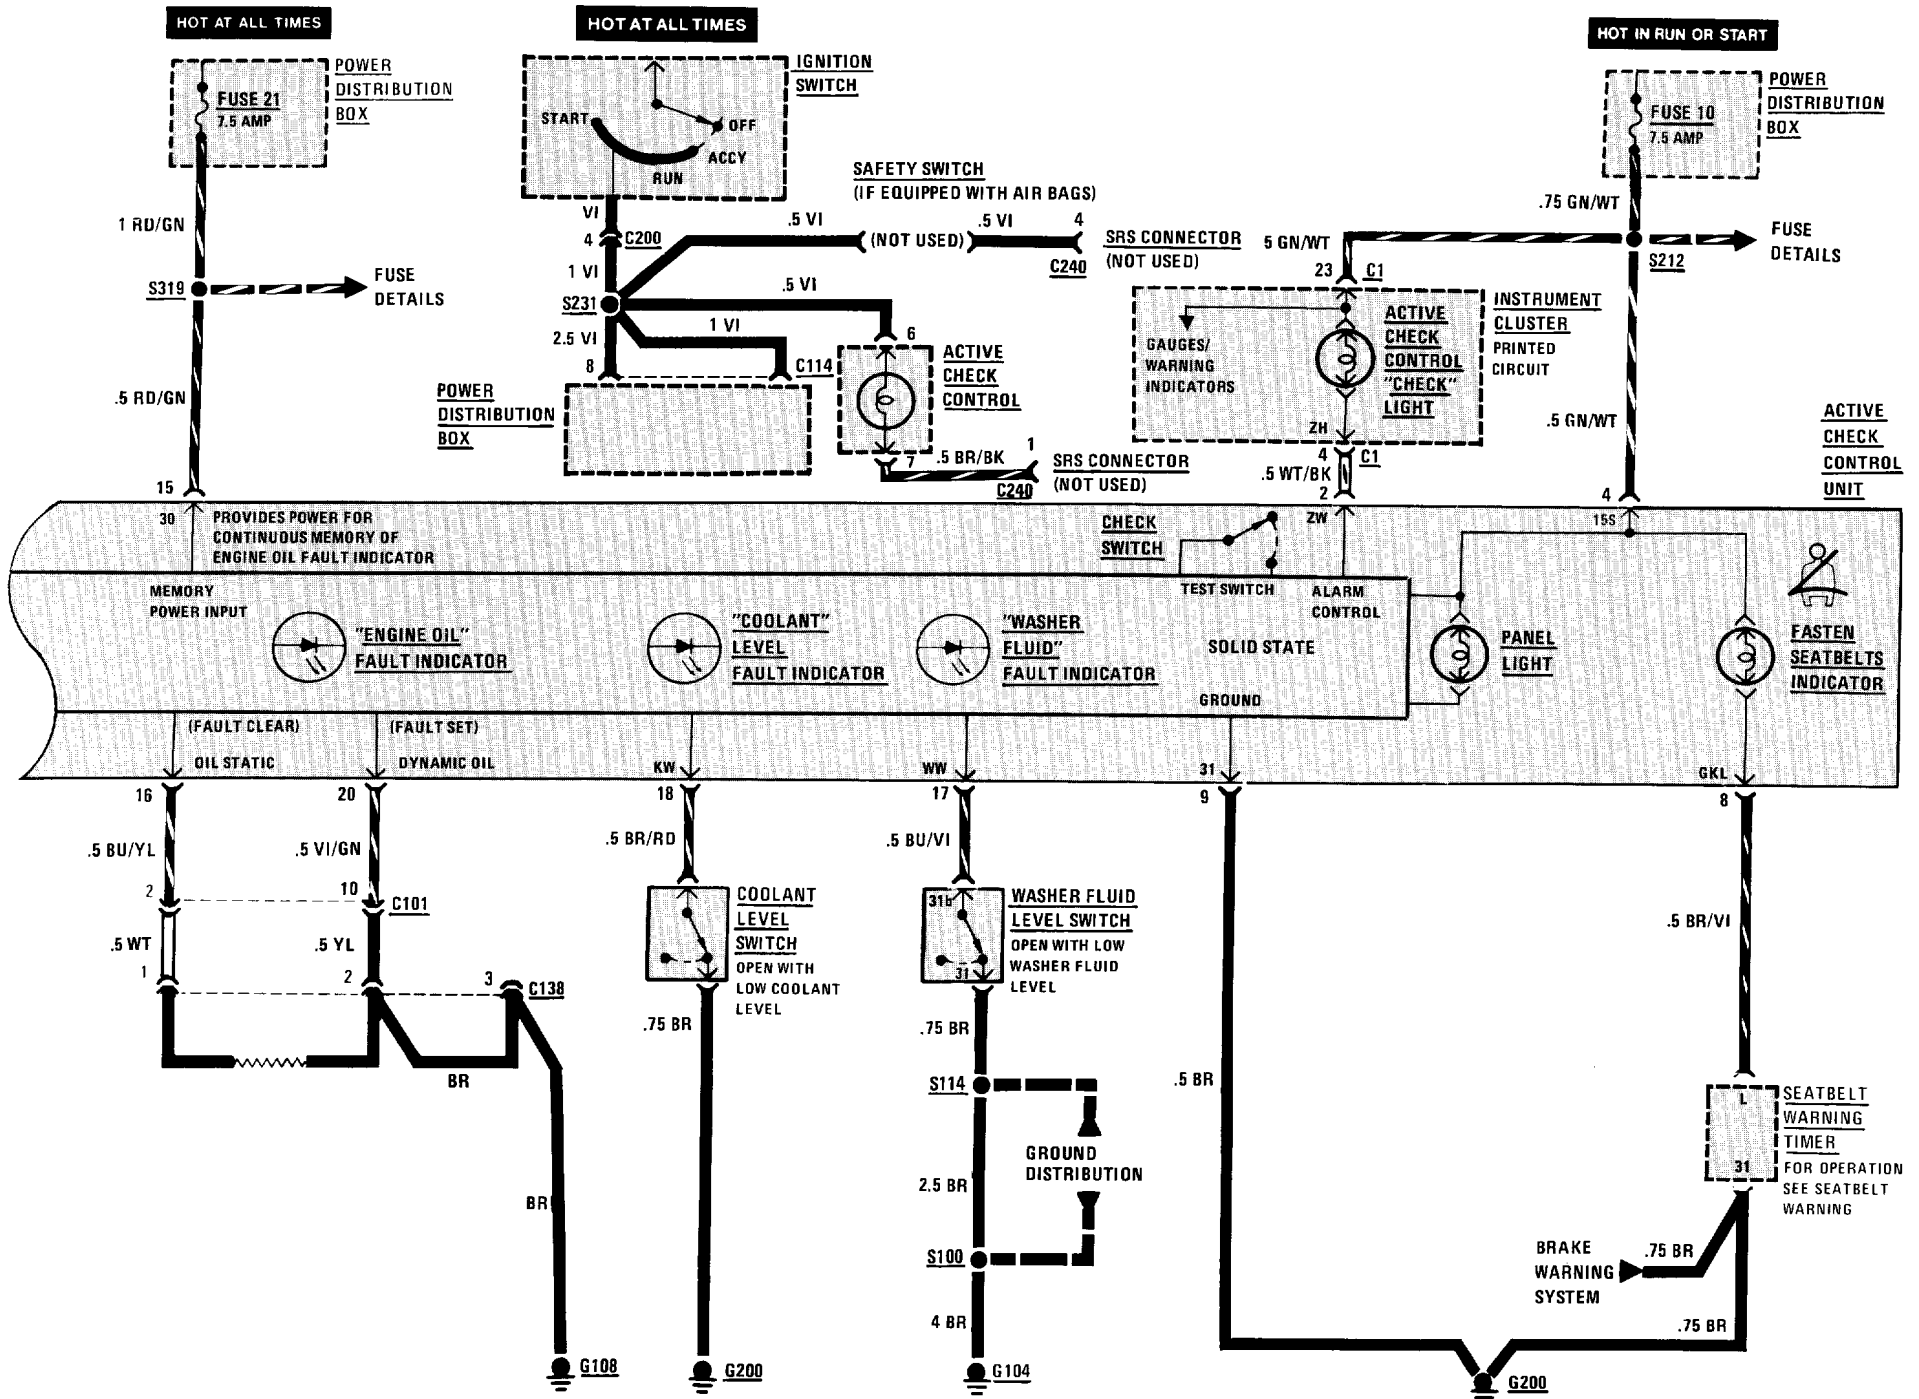 HOT AT ALL TIMES
HOT AT ALL TIMES
HOT IN RUN OR START
POWER
DISTRIBUTION
BOX
FUSE 21
7.5 AMP
IGNITION
SWITCH
START
OFF
ACCY
RUN
POWER
DISTRIBUTION
BOX
FUSE 10
7.5 AMP
SAFETY SWITCH
(IF EQUIPPED WITH AIR BAGS)
1 RD/GN
VI
4
C200
.5 VI
(NOT USED)
.5 VI
4
C240
SRS CONNECTOR
(NOT USED)
5 GN/WT
.75 GN/WT
S212
FUSE
DETAILS
S319
FUSE
DETAILS
1 VI
S231
.5 VI
1 VI
2.5 VI
8
C114
6
23
C1
INSTRUMENT
CLUSTER
PRINTED
CIRCUIT
GAUGES/
WARNING
INDICATORS
ACTIVE
CHECK
CONTROL
"CHECK"
LIGHT
ZH
.5 RD/GN
POWER
DISTRIBUTION
BOX
ACTIVE
CHECK
CONTROL
7
.5 BR/BK
1
C240
SRS CONNECTOR
(NOT USED)
4
C1
.5 WT/BK
2
.5 GN/WT
4
ACTIVE
CHECK
CONTROL
UNIT
15
30
PROVIDES POWER FOR
CONTINUOUS MEMORY OF
ENGINE OIL FAULT INDICATOR
CHECK
SWITCH
ZW
15S
MEMORY
POWER INPUT
TEST SWITCH
ALARM
CONTROL
"ENGINE OIL"
FAULT INDICATOR
"COOLANT"
LEVEL
FAULT INDICATOR
"WASHER
FLUID"
FAULT INDICATOR
SOLID STATE
PANEL
LIGHT
FASTEN
SEATBELTS
INDICATOR
GROUND
(FAULT CLEAR)
(FAULT SET)
OIL STATIC
DYNAMIC OIL
KW
WW
31
GKL
16
20
18
17
9
8
.5 BU/YL
.5 VI/GN
.5 BR/RD
.5 BU/VI
2
10
C101
.5 WT
.5 YL
1
2
3
C138
COOLANT
LEVEL
SWITCH
OPEN WITH
LOW COOLANT
LEVEL
31b
31
WASHER FLUID
LEVEL SWITCH
OPEN WITH LOW
WASHER FLUID
LEVEL
.5 BR/VI
.75 BR
.75 BR
BR
.5 BR
S114
GROUND
DISTRIBUTION
L
31
SEATBELT
WARNING
TIMER
FOR OPERATION
SEE SEATBELT
WARNING
BR
2.5 BR
S100
BRAKE
WARNING
SYSTEM
.75 BR
4 BR
.75 BR
G108
G200
G104
G200